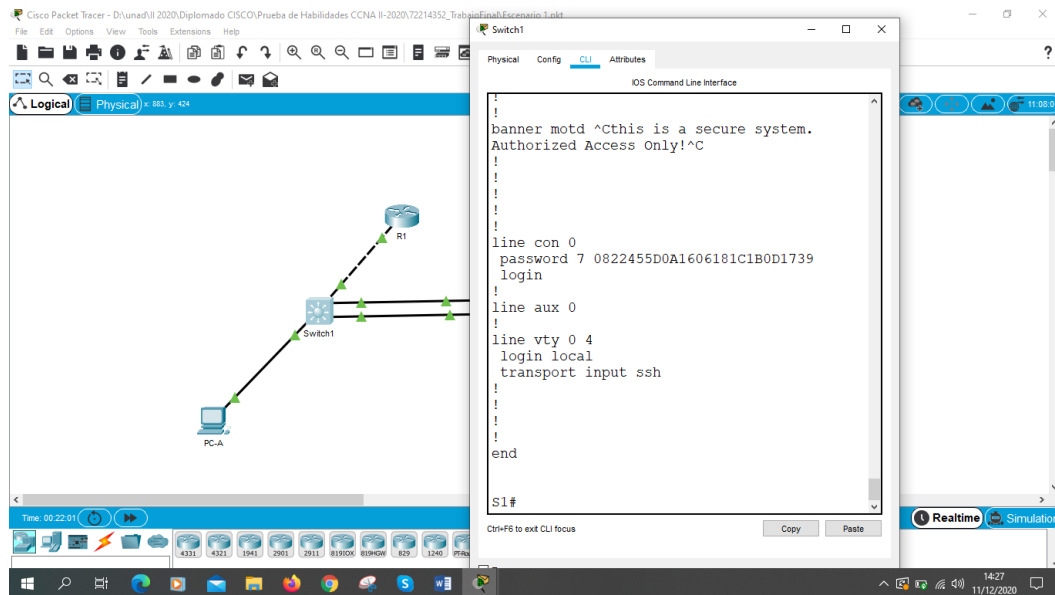 Cisco Packet Tracer - D:\unad\II 2020\Diplomado CISCO\Prueba de Habilidades CCNA II-2020\72214352_TrabajoFinal\Escenario 1.pkt
File Edit Options View Tools Extensions Help
?
Logical
Physical
x: 883, y: 424
11:08:0
R1
Switch1
PC-A
Switch1
Physical Config CLI Attributes
IOS Command Line Interface
!
!
banner motd ^Cthis is a secure system.
Authorized Access Only!^C
!
!
!
!
!
line con 0
password 7 0822455D0A1606181C1B0D1739
login
!
line aux 0
!
line vty 0 4
login local
transport input ssh
!
!
!
!
end
S1#
Ctrl+F6 to exit CLI focus
Copy
Paste
Time: 00:22:01
Realtime
Simulation
4331 4321 1941 2901 2911 819IOX 819HGW 829 1240
14:27
11/12/2020